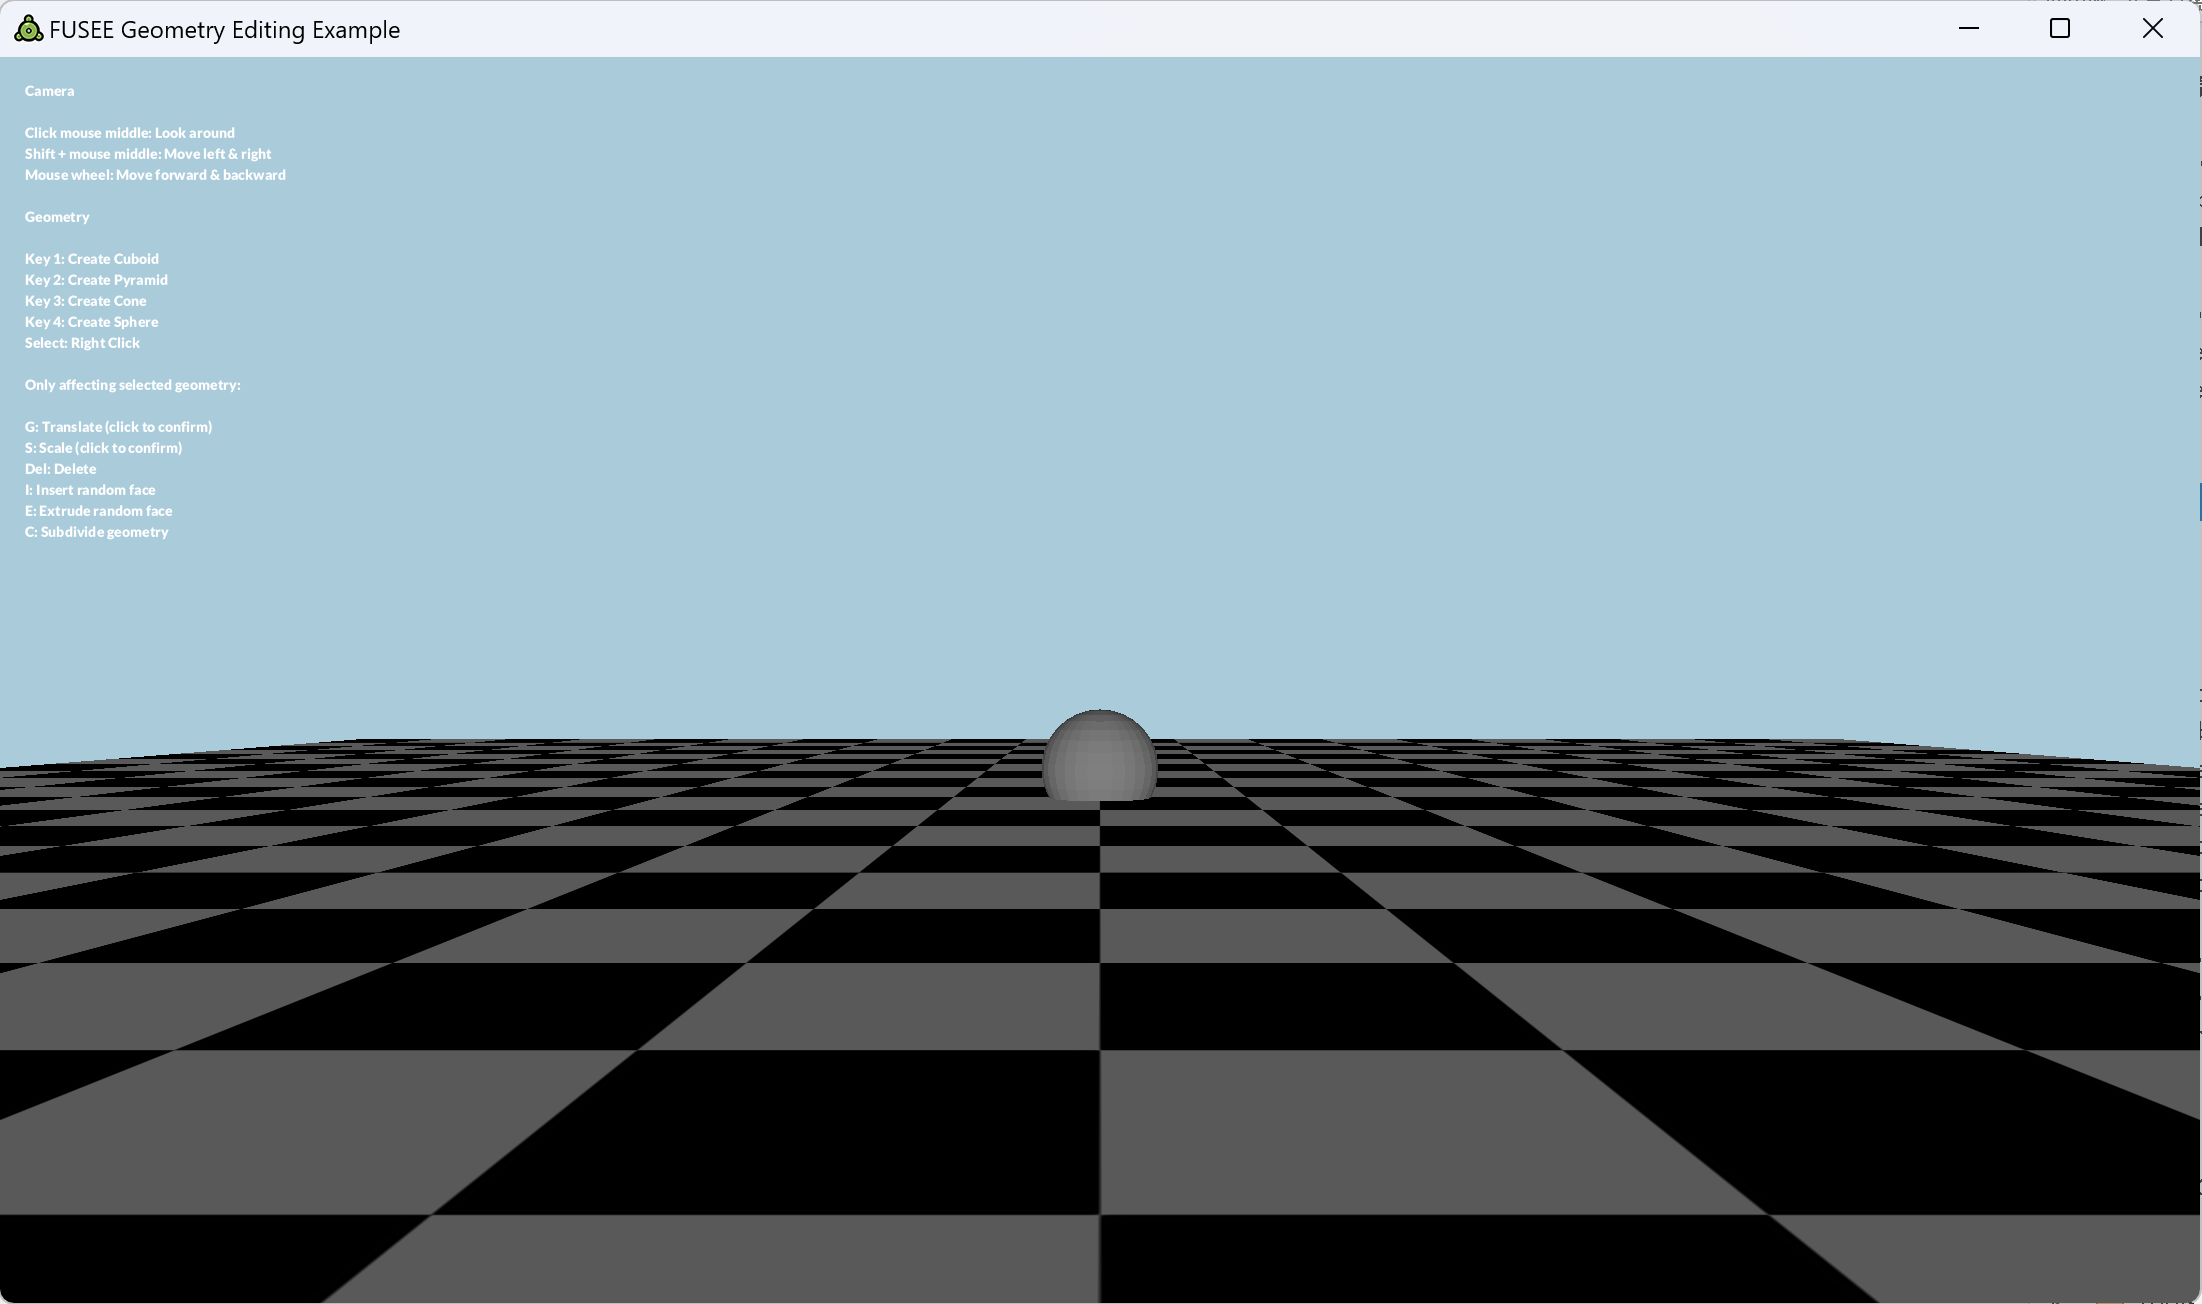 FUSEE Geometry Editing Example
Camera
Click mouse middle: Look around
Shift + mouse middle: Move left & right
Mouse wheel: Move forward & backward
Geometry
Key 1: Create Cuboid
Key 2: Create Pyramid
Key 3: Create Cone
Key 4: Create Sphere
Select: Right Click
Only affecting selected geometry:
G: Translate (click to confirm)
S: Scale (click to confirm)
Del: Delete
I: Insert random face
E: Extrude random face
C: Subdivide geometry